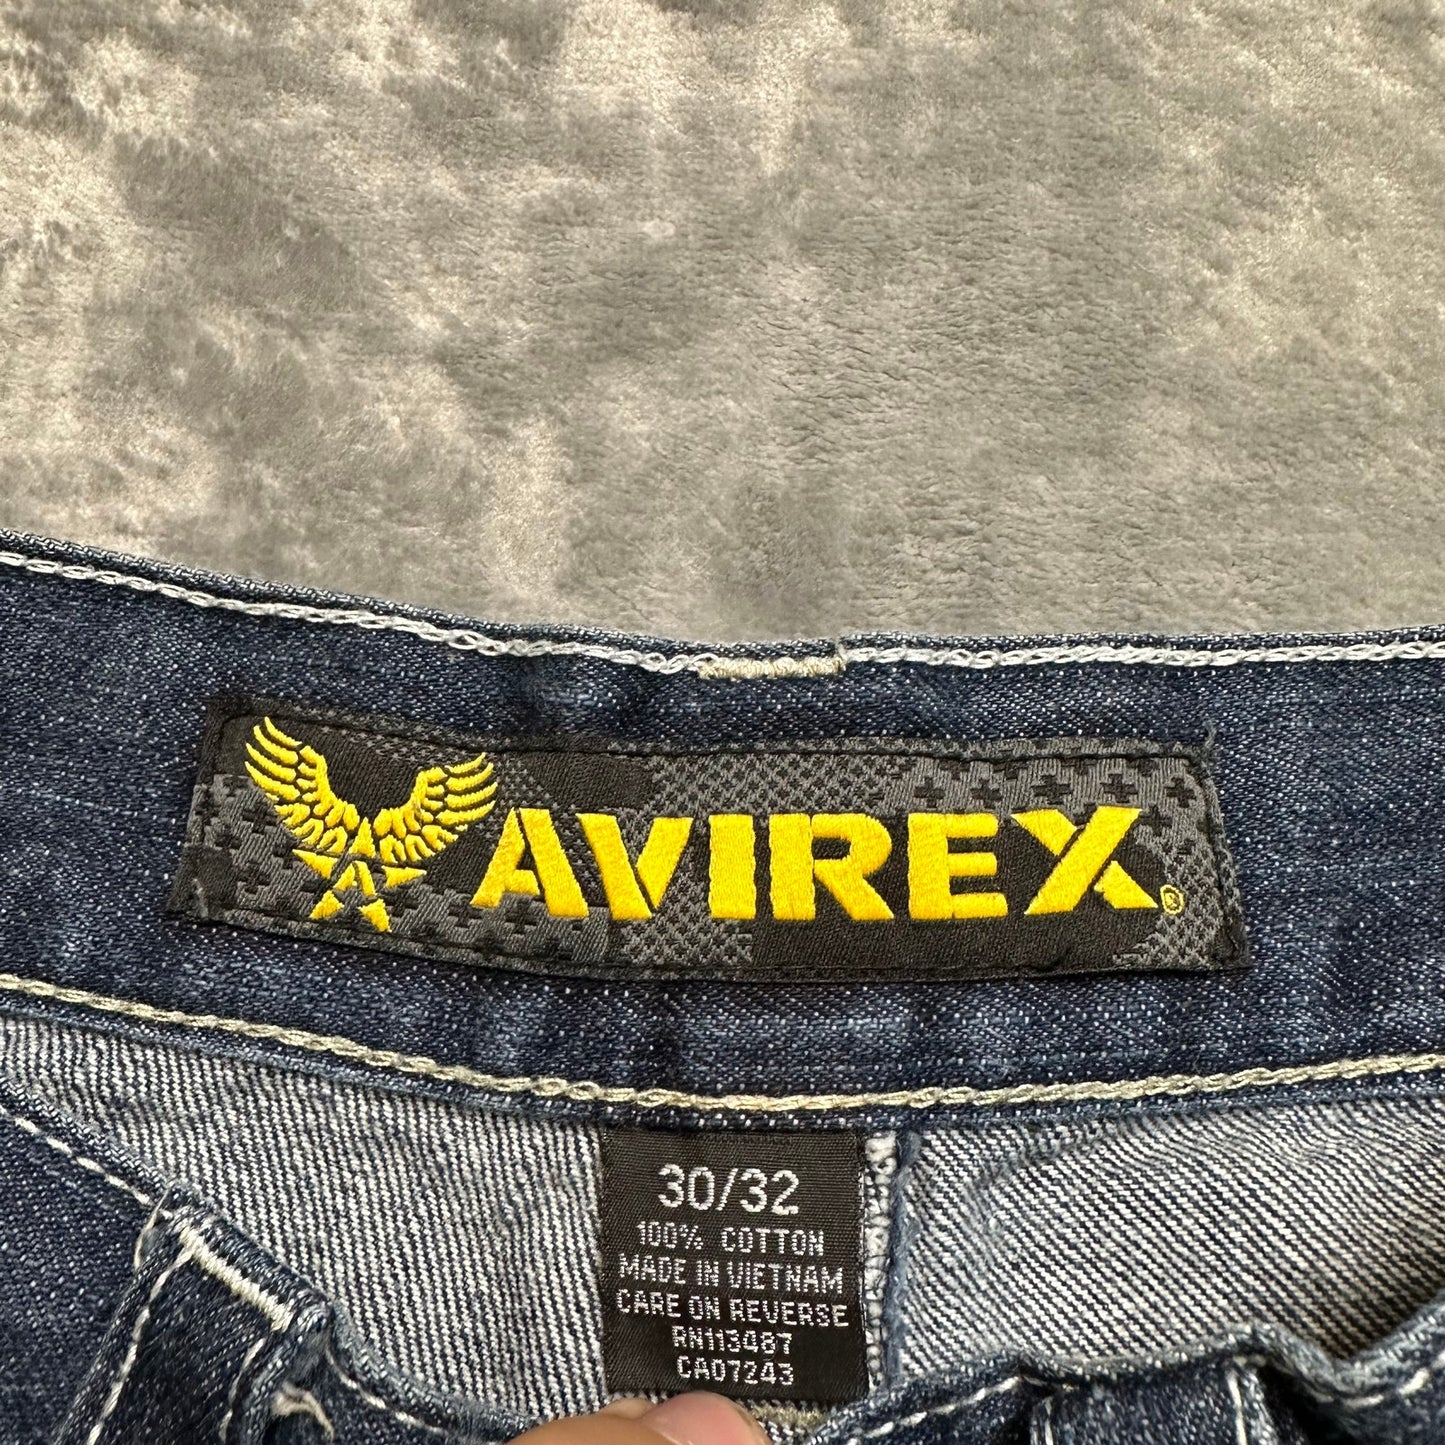 AVIREX®
30/32
100% COTTON
MADE IN VIETNAM
CARE ON REVERSE
RN113487
CA07243